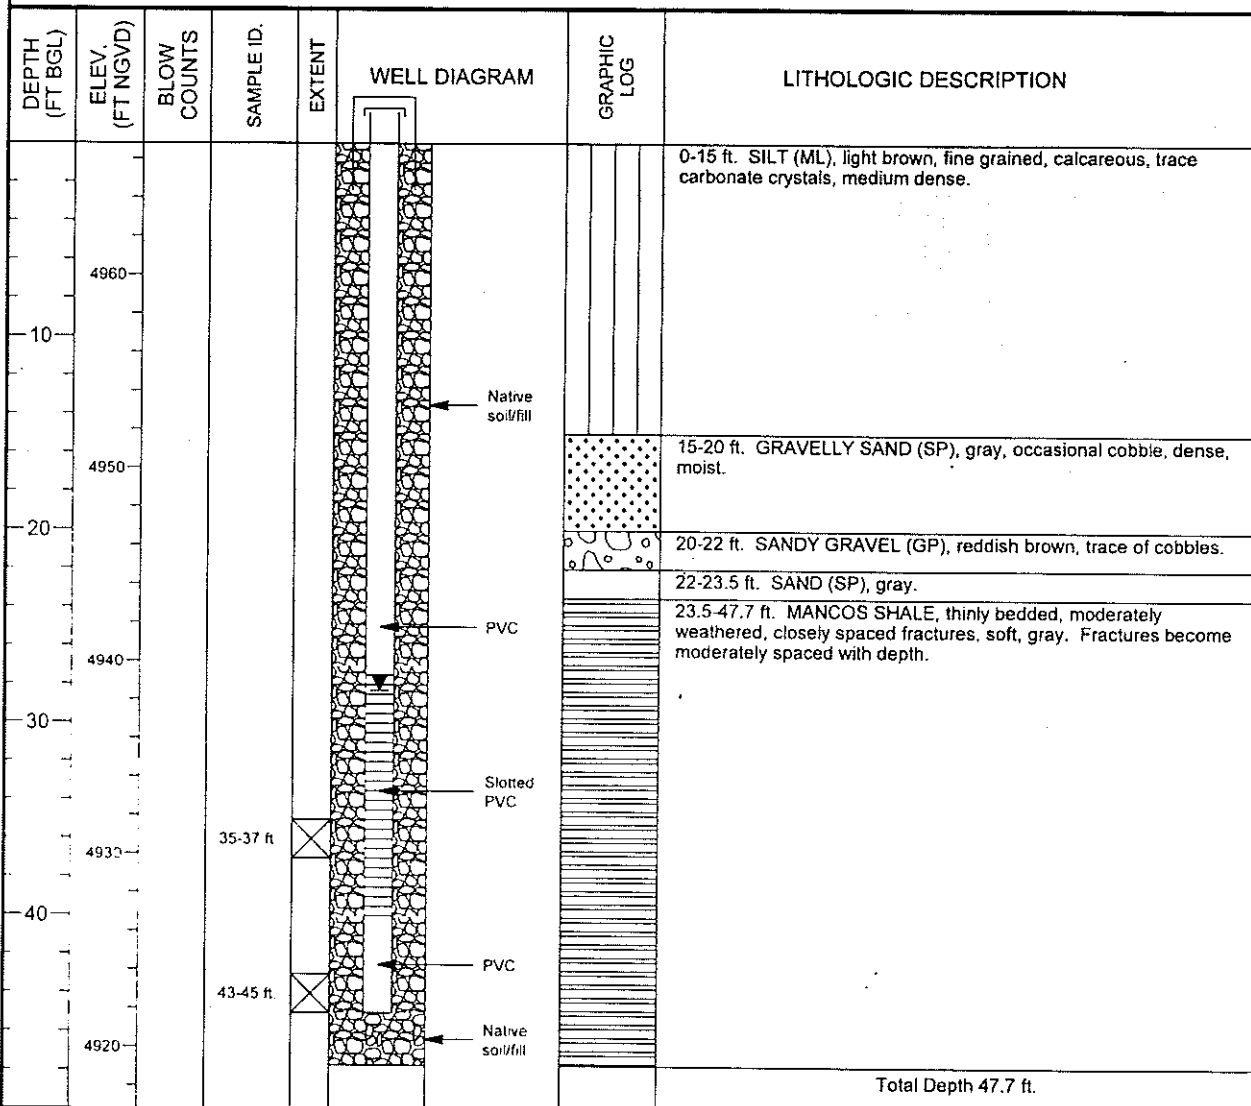 DEPTH
(FT BGL)
ELEV.
(FT NGVD)
BLOW
COUNTS
SAMPLE ID.
EXTENT
WELL DIAGRAM
GRAPHIC
LOG
LITHOLOGIC DESCRIPTION
0-15 ft. SILT (ML), light brown, fine grained, calcareous, trace
carbonate crystals, medium dense.
4960
10
Native
soil/fill
15-20 ft. GRAVELLY SAND (SP), gray, occasional cobble, dense,
moist.
4950
20
20-22 ft. SANDY GRAVEL (GP), reddish brown, trace of cobbles.
22-23.5 ft. SAND (SP), gray.
23.5-47.7 ft. MANCOS SHALE, thinly bedded, moderately
weathered, closely spaced fractures, soft, gray. Fractures become
moderately spaced with depth.
PVC
4940
30
Slotted
PVC
35-37 ft
4930
40
PVC
43-45 ft.
Native
soil/fill
4920
Total Depth 47.7 ft.